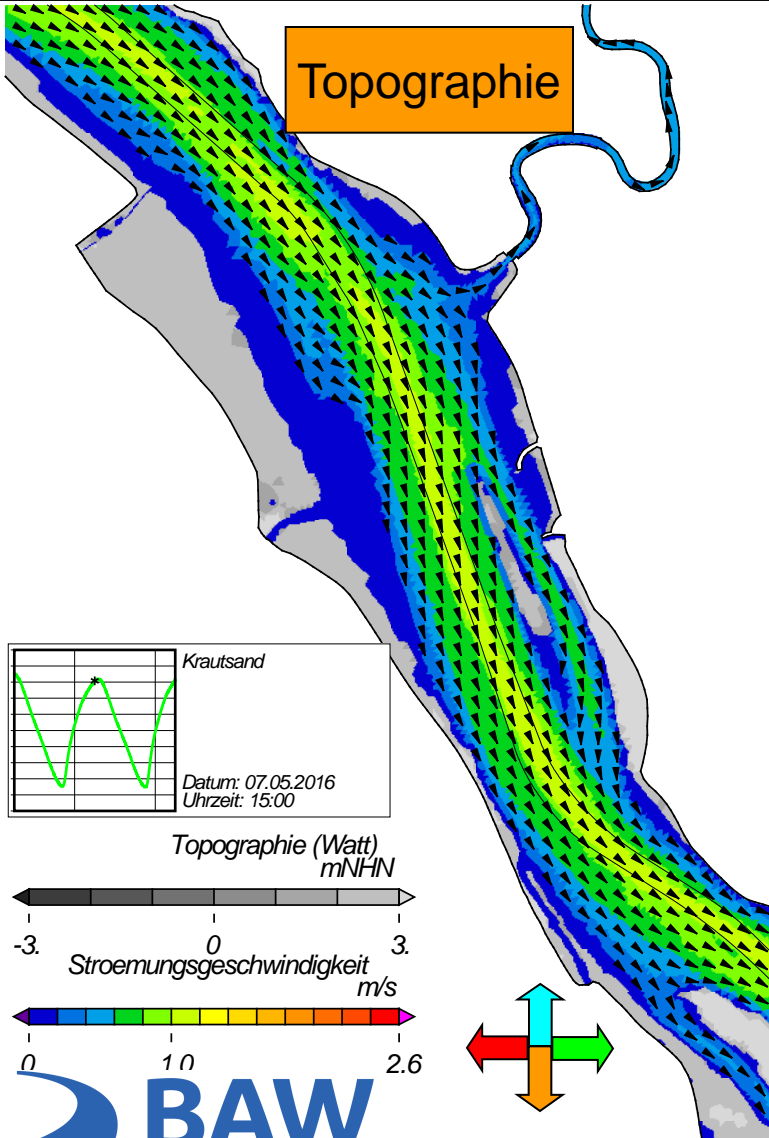 Topographie
Krautsand
Datum: 07.05.2016
Uhrzeit: 15:00
Topographie (Watt)
mNHN
-3. 0 3.
Stroemungsgeschwindigkeit
m/s
0 1.0 2.6
BAW